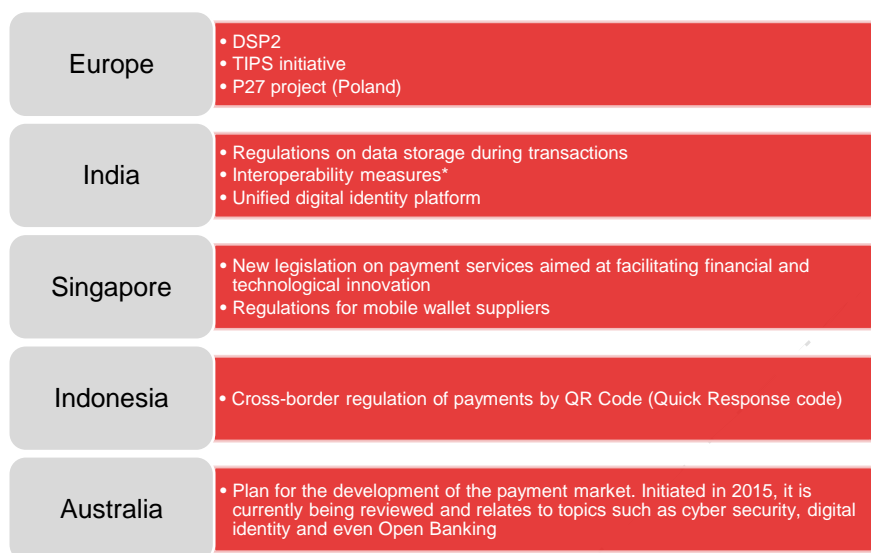 Europe
• DSP2
• TIPS initiative
• P27 project (Poland)
India
• Regulations on data storage during transactions
• Interoperability measures*
• Unified digital identity platform
Singapore
• New legislation on payment services aimed at facilitating financial and
technological innovation
• Regulations for mobile wallet suppliers
Indonesia
• Cross-border regulation of payments by QR Code (Quick Response code)
Australia
• Plan for the development of the payment market. Initiated in 2015, it is
currently being reviewed and relates to topics such as cyber security, digital
identity and even Open Banking